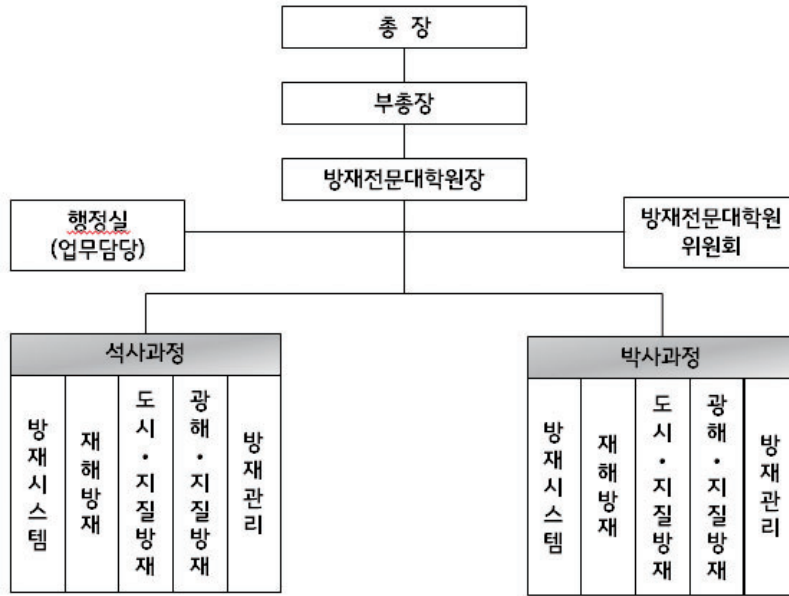 총 장
부총장
방재전문대학원장
행정실
(업무담당)
방재전문대학원
위원회
석사과정
방재시스템
재해방재
도시・지질방재
광해・지질방재
방재관리
박사과정
방재시스템
재해방재
도시・지질방재
광해・지질방재
방재관리